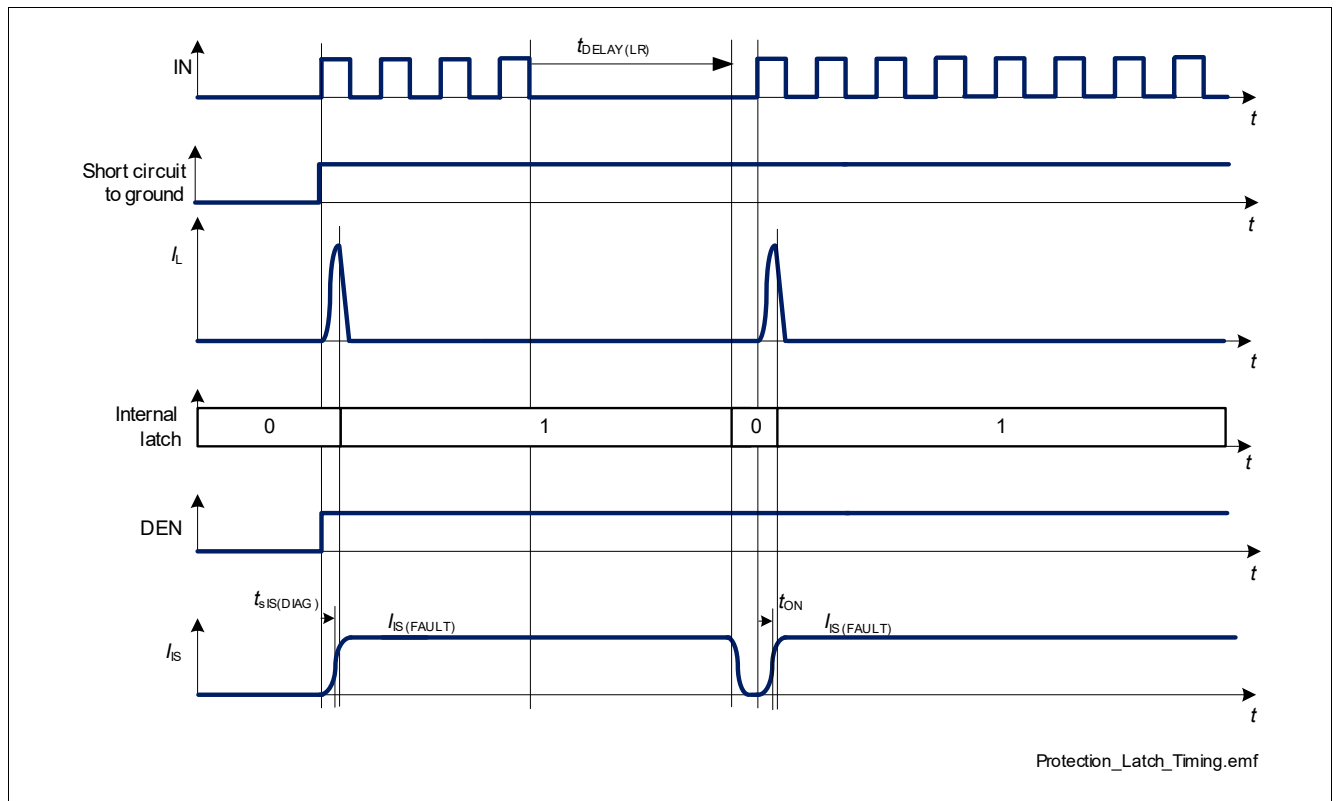 IN
tDELAY(LR)
t
Short circuit
to ground
t
IL
t
Internal
latch
0
1
0
1
t
DEN
t
tsIS(DIAG)
IIS(FAULT)
tON
IIS(FAULT)
IIS
t
Protection_Latch_Timing.emf